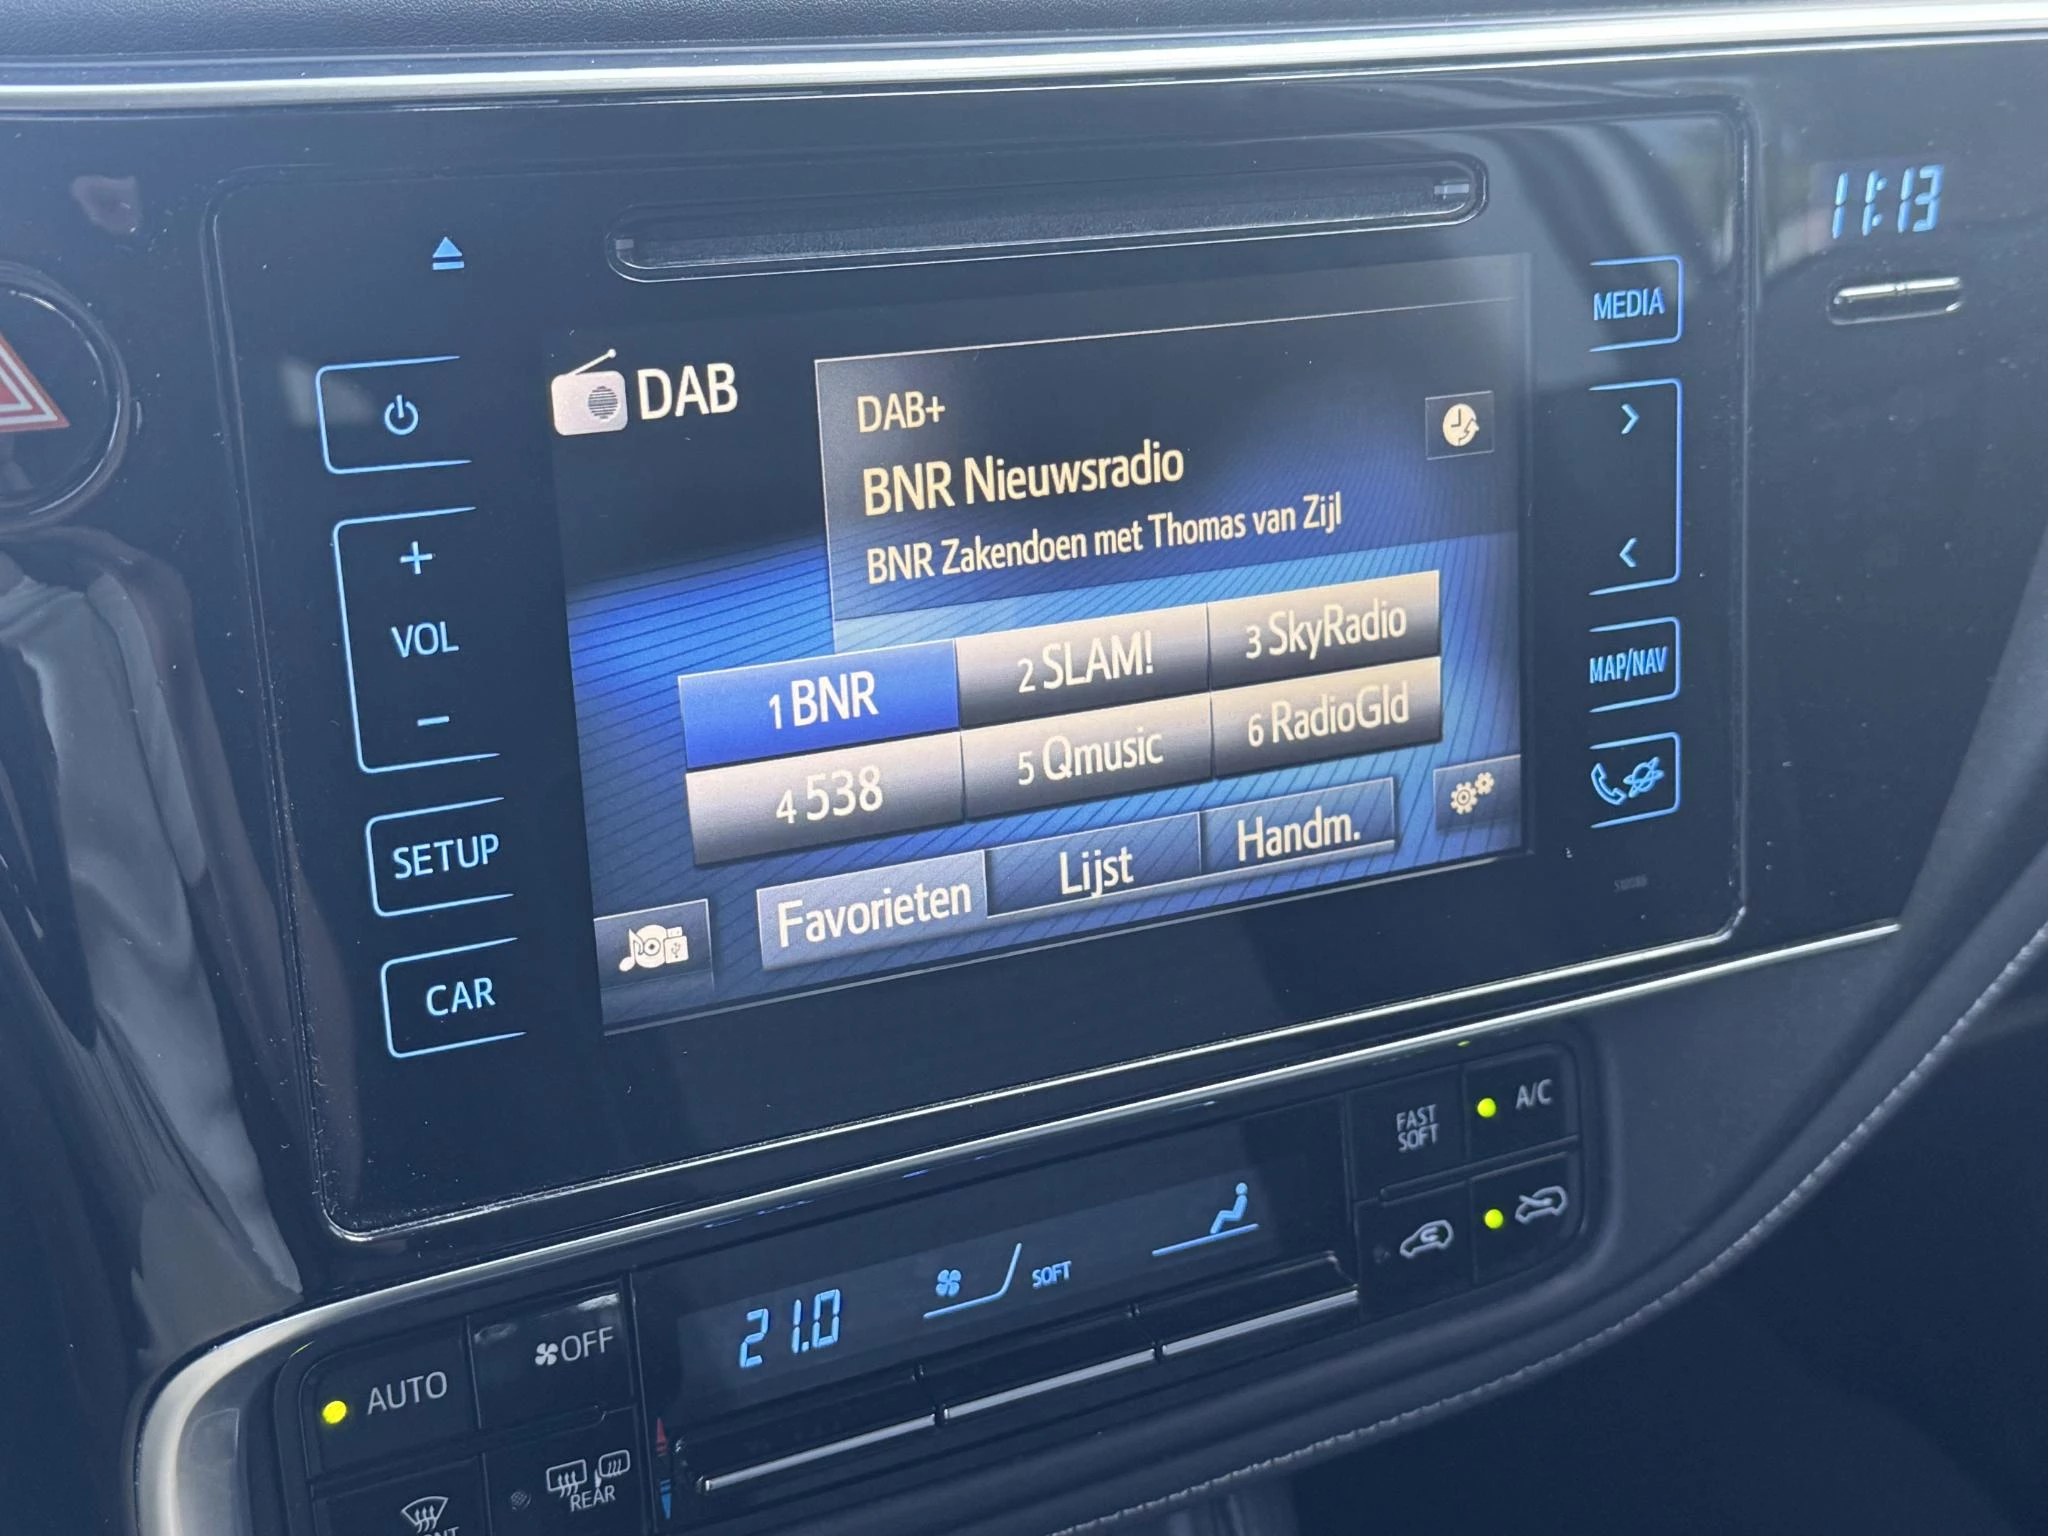 11:13
MEDIA
DAB
DAB+
BNR Nieuwsradio
BNR Zakendoen met Thomas van Zijl
+
VOL
−
1 BNR
2 SLAM!
3 SkyRadio
4 538
5 Qmusic
6 RadioGld
MAP/NAV
SETUP
Favorieten
Lijst
Handm.
CAR
FAST
SOFT
A/C
21.0
SOFT
AUTO
OFF
REAR